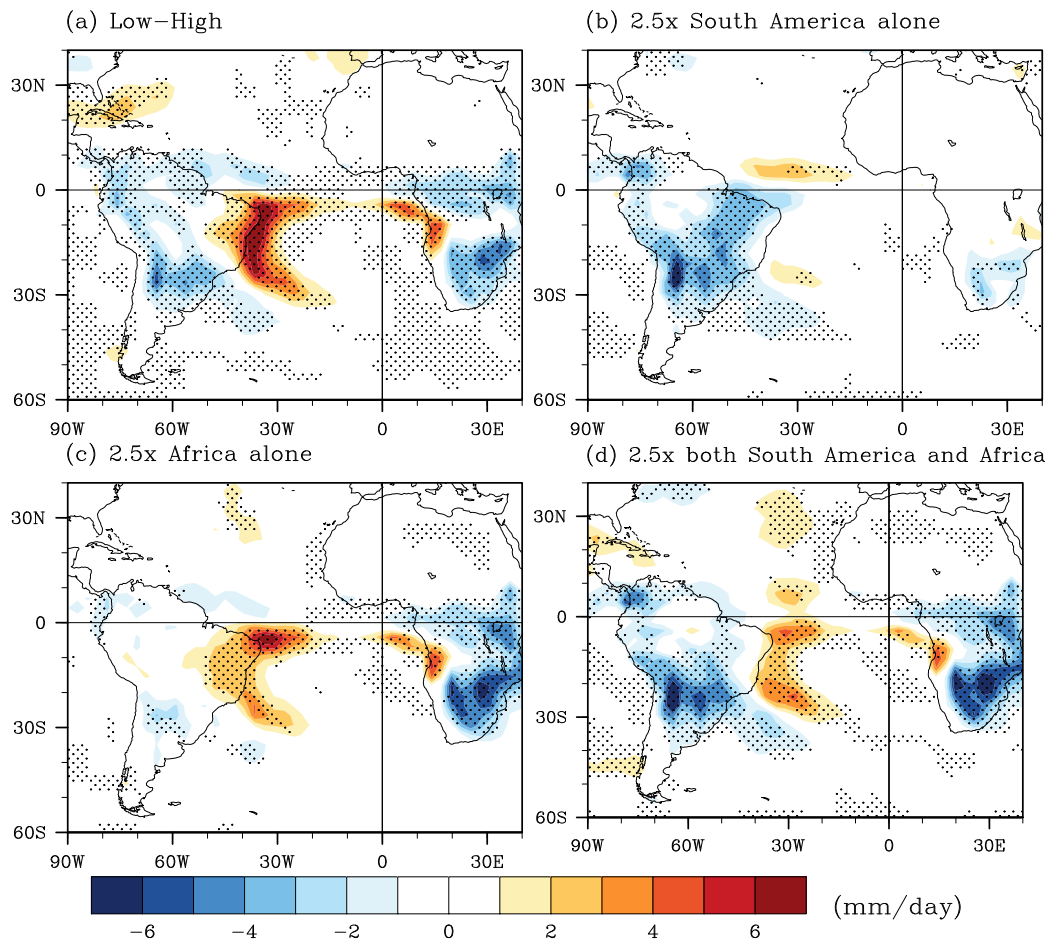 (a) Low−High
(b) 2.5x South America alone
30N
0
30S
60S
90W 60W 30W 0 30E
30N
0
30S
60S
90W 60W 30W 0 30E
(c) 2.5x Africa alone
(d) 2.5x both South America and Africa
30N
0
30S
60S
90W 60W 30W 0 30E
30N
0
30S
60S
90W 60W 30W 0 30E
−6 −4 −2 0 2 4 6
(mm/day)